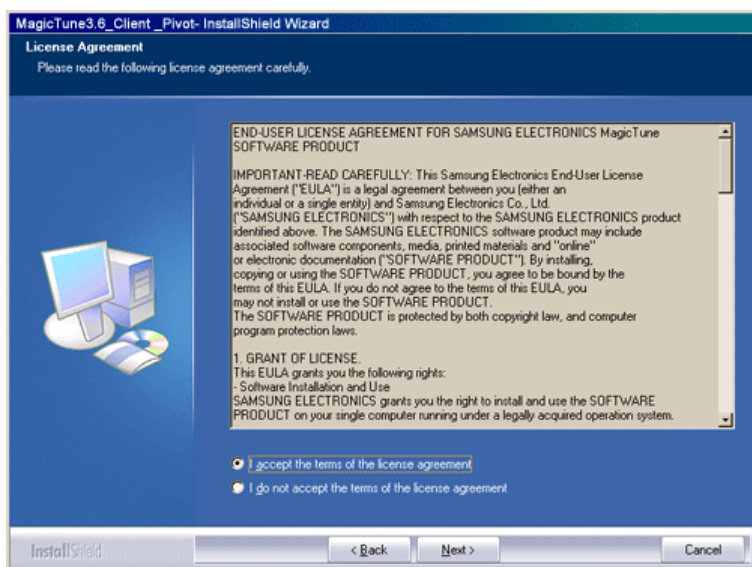 MagicTune3.6_Client _Pivot- InstallShield Wizard
License Agreement
Please read the following license agreement carefully.
END-USER LICENSE AGREEMENT FOR SAMSUNG ELECTRONICS MagicTune
SOFTWARE PRODUCT
IMPORTANT-READ CAREFULLY: This Samsung Electronics End-User License
Agreement ("EULA") is a legal agreement between you (either an
individual or a single entity) and Samsung Electronics Co., Ltd.
("SAMSUNG ELECTRONICS") with respect to the SAMSUNG ELECTRONICS product
identified above. The SAMSUNG ELECTRONICS software product may include
associated software components, media, printed materials and "online"
or electronic documentation ("SOFTWARE PRODUCT"). By installing,
copying or using the SOFTWARE PRODUCT, you agree to be bound by the
terms of this EULA. If you do not agree to the terms of this EULA, you
may not install or use the SOFTWARE PRODUCT.
The SOFTWARE PRODUCT is protected by both copyright law, and computer
program protection laws.
1. GRANT OF LICENSE.
This EULA grants you the following rights:
- Software Installation and Use
SAMSUNG ELECTRONICS grants you the right to install and use the SOFTWARE
PRODUCT on your single computer running under a legally acquired operation system.
I accept the terms of the license agreement
I do not accept the terms of the license agreement
InstallShield
< Back
Next >
Cancel